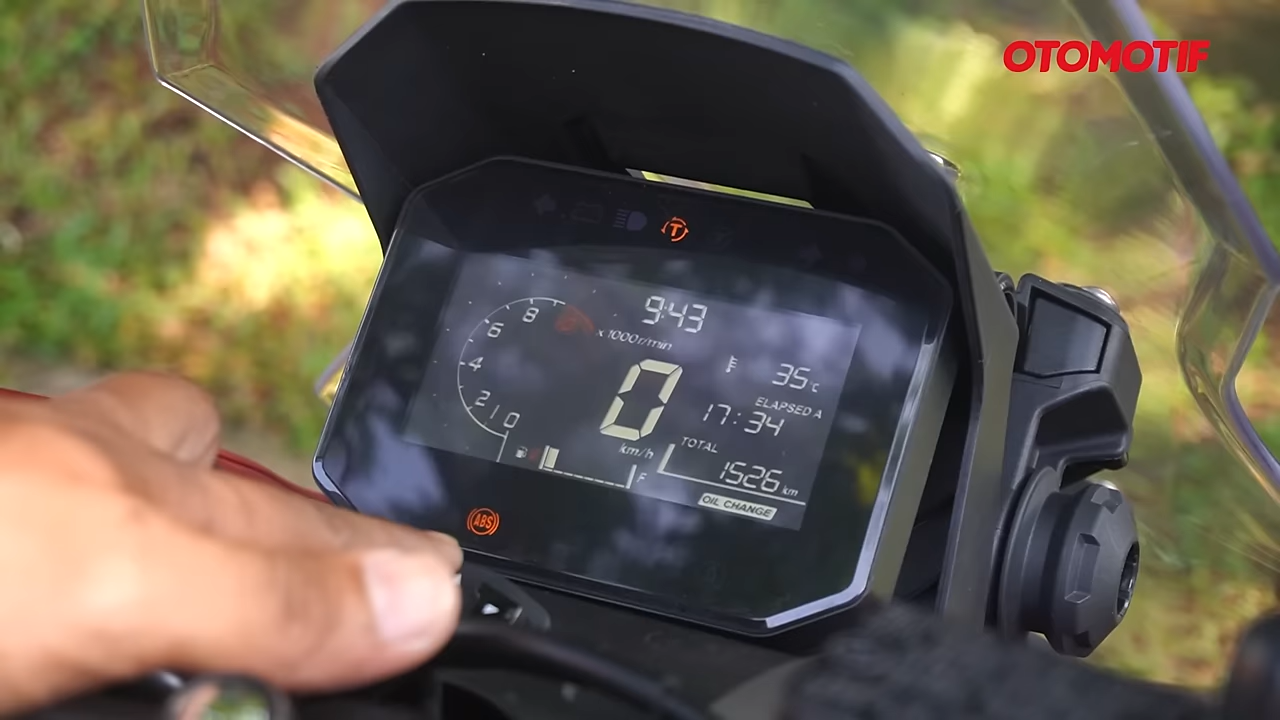 OTOMOTIF
T
9:43
x1000r/min
8
6
4
2
1
0
0
km/h
35°C
ELAPSED A
17:34
TOTAL
1526 km
OIL CHANGE
F
ABS